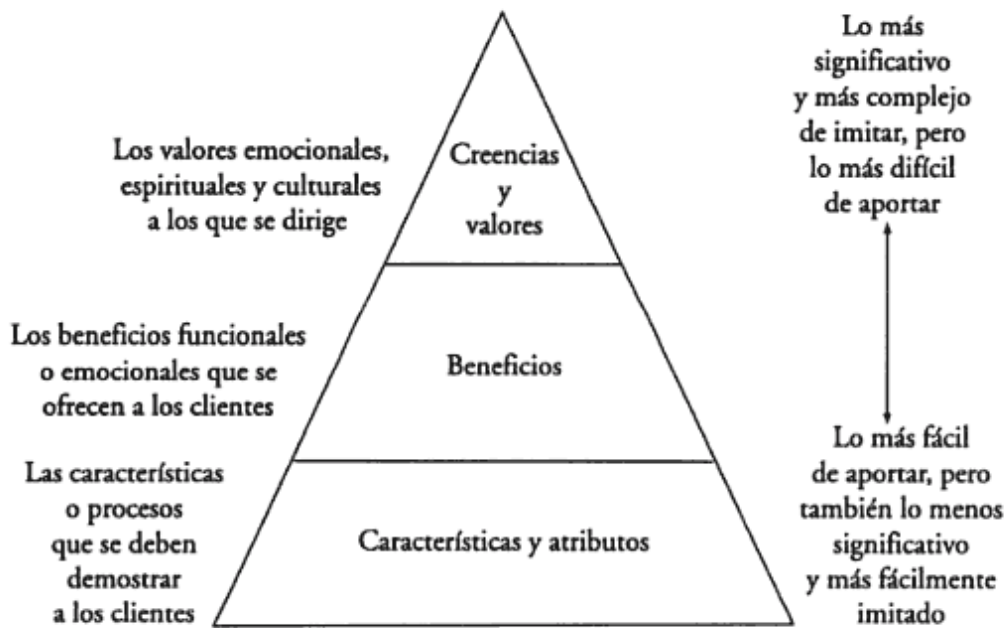 Los valores emocionales,
espirituales y culturales
a los que se dirige
Creencias
y
valores
Lo más
significativo
y más complejo
de imitar, pero
lo más difícil
de aportar
Los beneficios funcionales
o emocionales que se
ofrecen a los clientes
Beneficios
Las características
o procesos
que se deben
demostrar
a los clientes
Características y atributos
Lo más fácil
de aportar, pero
también lo menos
significativo
y más fácilmente
imitado